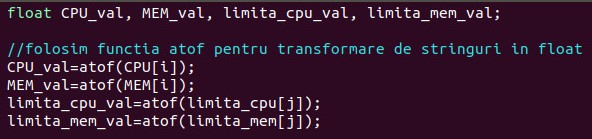 float CPU_val, MEM_val, limita_cpu_val, limita_mem_val;
//folosim functia atof pentru transformare de stringuri in float
CPU_val=atof(CPU[i]);
MEM_val=atof(MEM[i]);
limita_cpu_val=atof(limita_cpu[j]);
limita_mem_val=atof(limita_mem[j]);